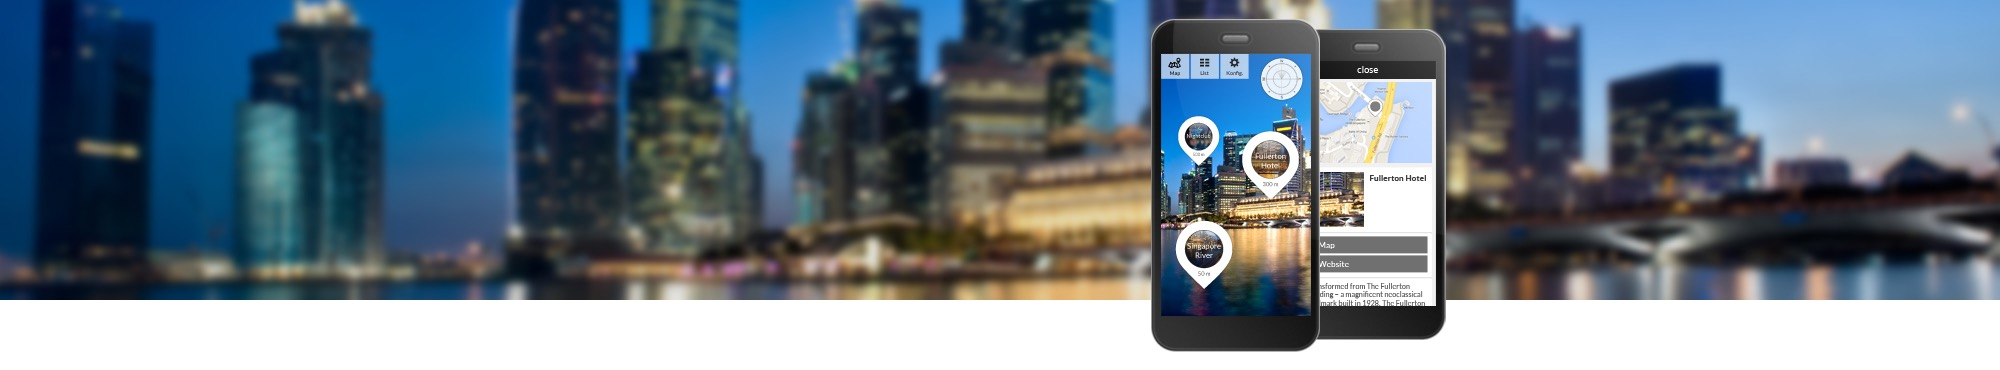 Map
List
Konfig.
Nightclub
Fullerton
Hotel
300 m
Singapore
River
50 m
close
Fullerton Hotel
Map
Website
nsformed from The Fullerton
ding – a magnificent neoclassical
mark built in 1928, The Fullerton